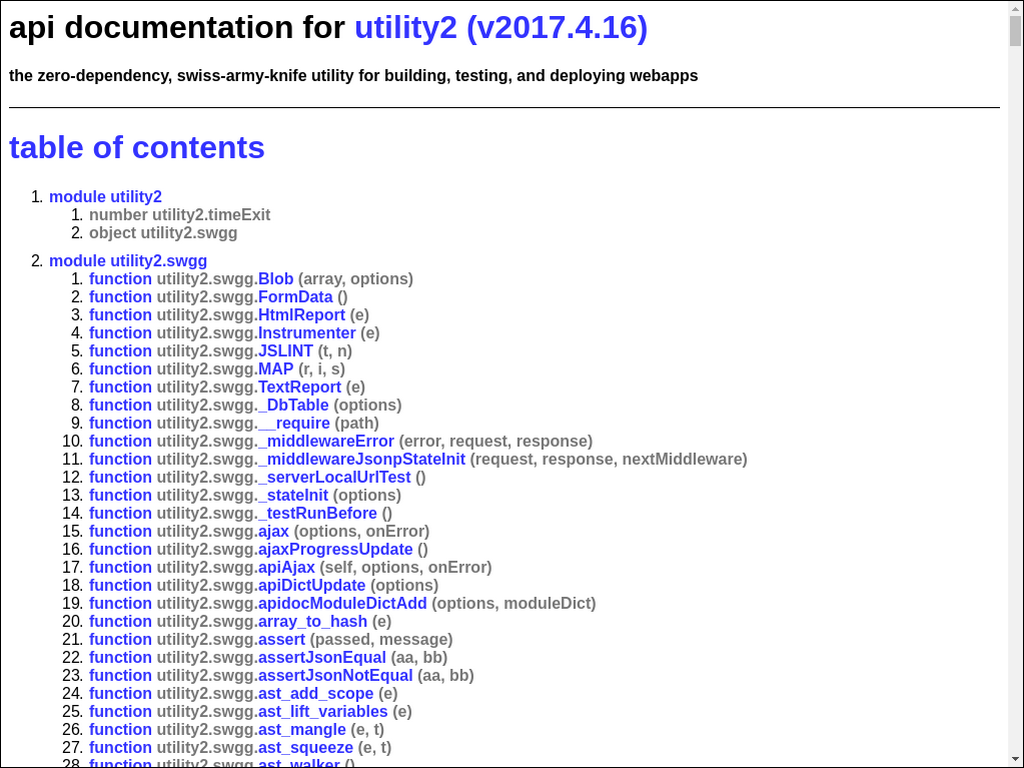 api documentation for utility2 (v2017.4.16)
the zero-dependency, swiss-army-knife utility for building, testing, and deploying webapps
table of contents
1. module utility2
1. number utility2.timeExit
2. object utility2.swgg
2. module utility2.swgg
1. function utility2.swgg.Blob (array, options)
2. function utility2.swgg.FormData ()
3. function utility2.swgg.HtmlReport (e)
4. function utility2.swgg.Instrumenter (e)
5. function utility2.swgg.JSLINT (t, n)
6. function utility2.swgg.MAP (r, i, s)
7. function utility2.swgg.TextReport (e)
8. function utility2.swgg._DbTable (options)
9. function utility2.swgg.__require (path)
10. function utility2.swgg._middlewareError (error, request, response)
11. function utility2.swgg._middlewareJsonpStateInit (request, response, nextMiddleware)
12. function utility2.swgg._serverLocalUrlTest ()
13. function utility2.swgg._stateInit (options)
14. function utility2.swgg._testRunBefore ()
15. function utility2.swgg.ajax (options, onError)
16. function utility2.swgg.ajaxProgressUpdate ()
17. function utility2.swgg.apiAjax (self, options, onError)
18. function utility2.swgg.apiDictUpdate (options)
19. function utility2.swgg.apidocModuleDictAdd (options, moduleDict)
20. function utility2.swgg.array_to_hash (e)
21. function utility2.swgg.assert (passed, message)
22. function utility2.swgg.assertJsonEqual (aa, bb)
23. function utility2.swgg.assertJsonNotEqual (aa, bb)
24. function utility2.swgg.ast_add_scope (e)
25. function utility2.swgg.ast_lift_variables (e)
26. function utility2.swgg.ast_mangle (e, t)
27. function utility2.swgg.ast_squeeze (e, t)
28. function utility2.swgg.ast_walker ()